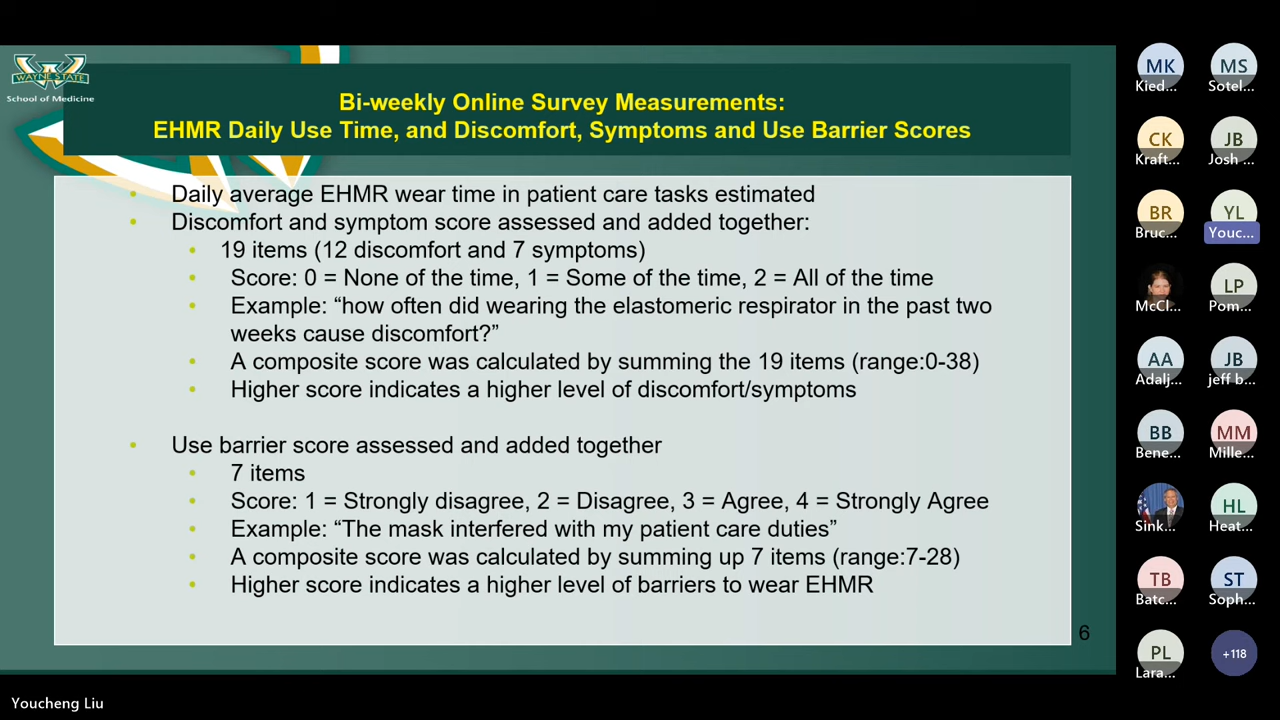 WAYNE STATE
School of Medicine
Bi-weekly Online Survey Measurements:
EHMR Daily Use Time, and Discomfort, Symptoms and Use Barrier Scores
• Daily average EHMR wear time in patient care tasks estimated
• Discomfort and symptom score assessed and added together:
• 19 items (12 discomfort and 7 symptoms)
• Score: 0 = None of the time, 1 = Some of the time, 2 = All of the time
• Example: “how often did wearing the elastomeric respirator in the past two
weeks cause discomfort?”
• A composite score was calculated by summing the 19 items (range:0-38)
• Higher score indicates a higher level of discomfort/symptoms
• Use barrier score assessed and added together
• 7 items
• Score: 1 = Strongly disagree, 2 = Disagree, 3 = Agree, 4 = Strongly Agree
• Example: “The mask interfered with my patient care duties”
• A composite score was calculated by summing up 7 items (range:7-28)
• Higher score indicates a higher level of barriers to wear EHMR
6
MK MS
Kied... Sotel...
CK JB
Kraft... Josh ...
BR YL
Bruc... Youc...
LP
McCl... Pom...
AA JB
Adalj... jeff b...
BB MM
Bene... Mille...
HL
Sink... Heat...
TB ST
Batc... Soph...
PL +118
Lara...
Youcheng Liu